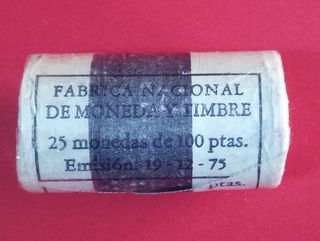 FABRICA NACIONAL
DE MONEDA Y TIMBRE
25 monedas de 100 ptas.
Emisión: 19 - 12 - 75
ptas.